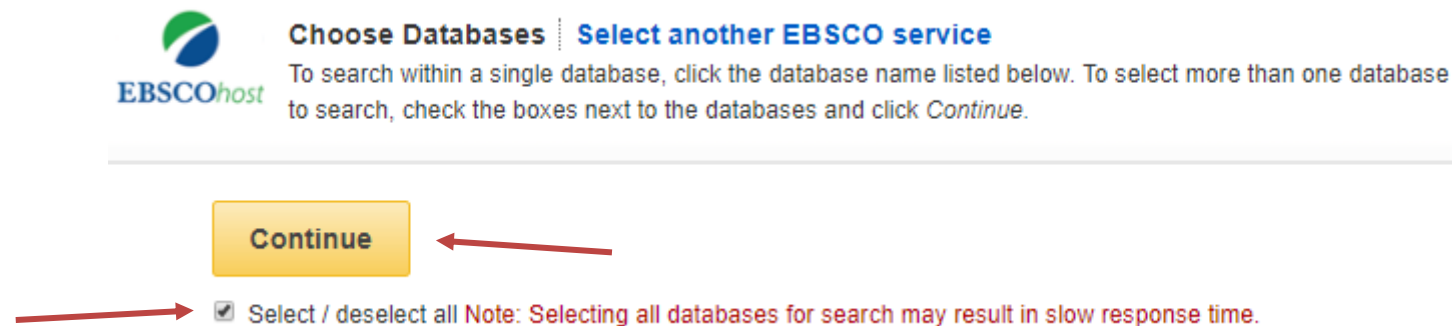 Choose Databases Select another EBSCO service
To search within a single database, click the database name listed below. To select more than one database
to search, check the boxes next to the databases and click Continue.
EBSCOhost
Continue
Select / deselect all Note: Selecting all databases for search may result in slow response time.